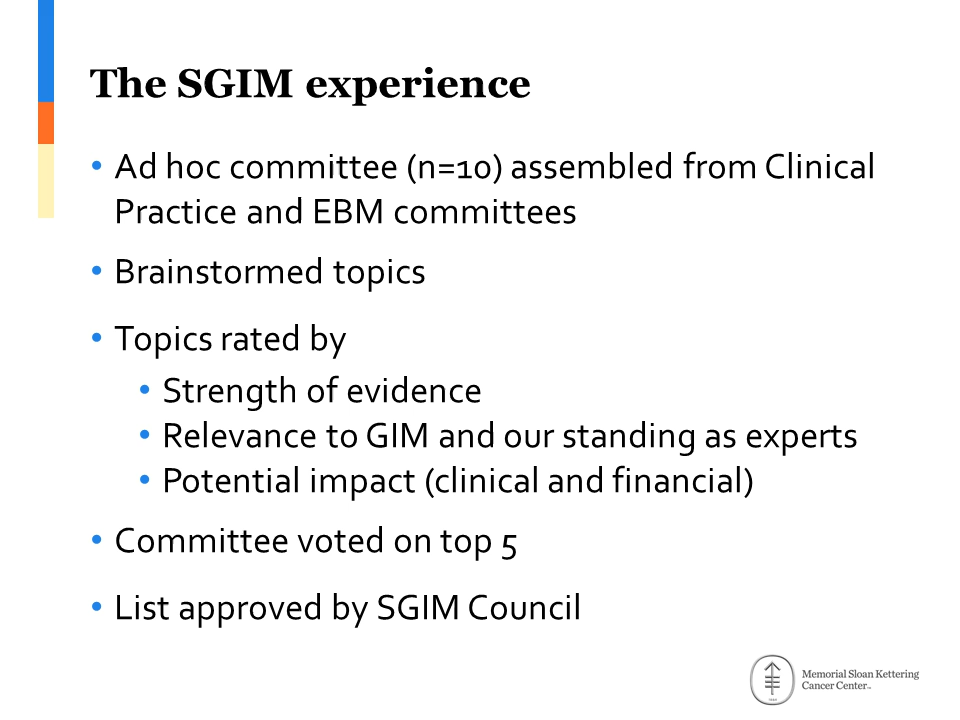 The SGIM experience
• Ad hoc committee (n=10) assembled from Clinical
Practice and EBM committees
• Brainstormed topics
• Topics rated by
• Strength of evidence
• Relevance to GIM and our standing as experts
• Potential impact (clinical and financial)
• Committee voted on top 5
• List approved by SGIM Council
Memorial Sloan Kettering
Cancer Center™